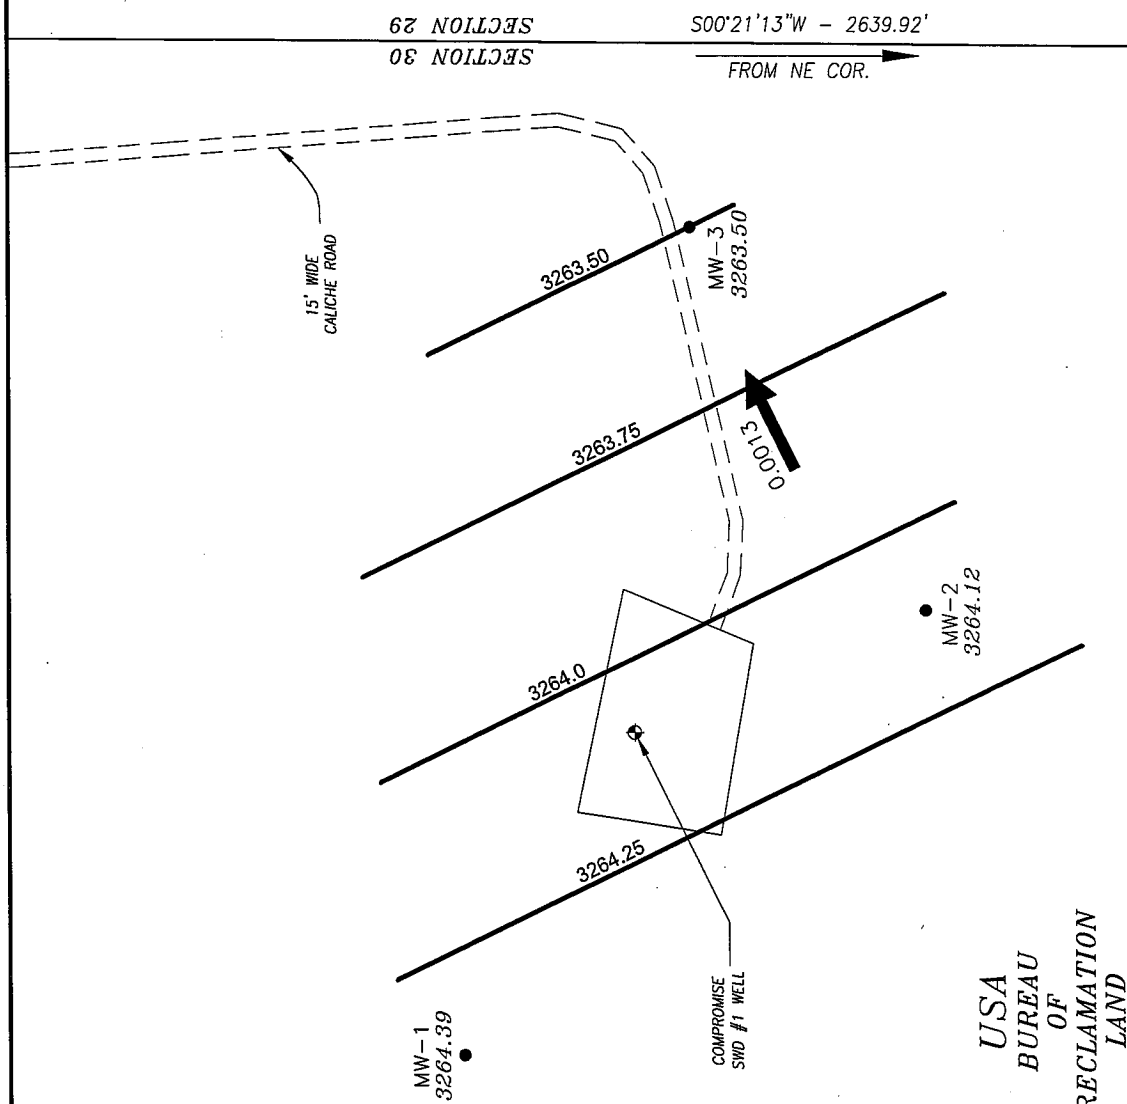 SECTION 29
SECTION 30
S00°21'13"W - 2639.92'
FROM NE COR.
15' WIDE
CALICHE ROAD
3263.50
MW-3
3263.50
3263.75
0.0013
MW-2
3264.12
3264.0
3264.25
COMPROMISE
SWD #1 WELL
MW-1
3264.39
USA
BUREAU
OF
RECLAMATION
LAND